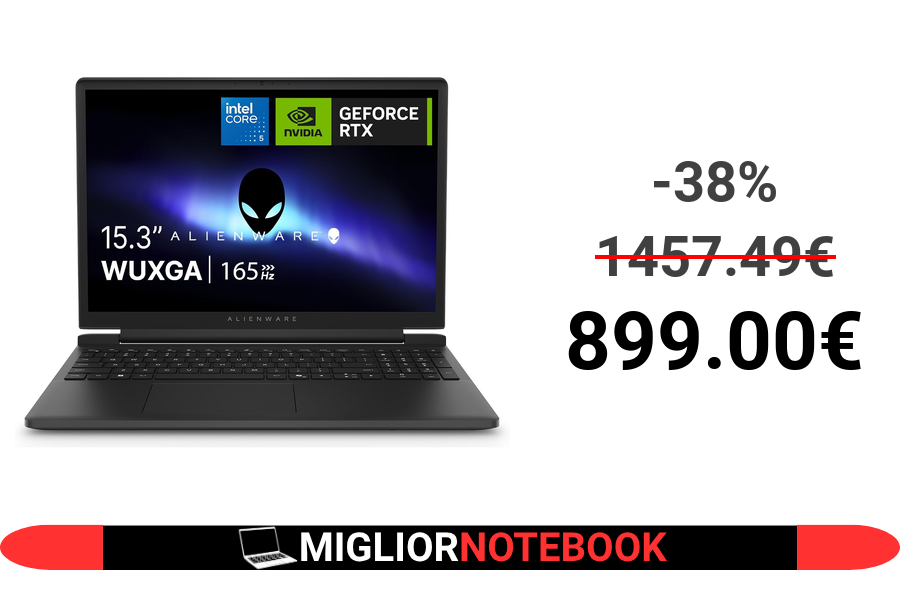 intel
CORE
5
NVIDIA
GEFORCE
RTX
15.3”
ALIENWARE
WUXGA | 165 Hz
ALIENWARE
-38%
1457.49€
899.00€
MIGLIORNOTEBOOK